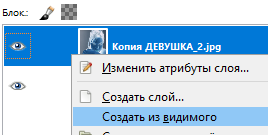 Блок.:
Копия ДЕВУШКА_2.jpg
Изменить атрибуты слоя...
Создать слой...
Создать из видимого